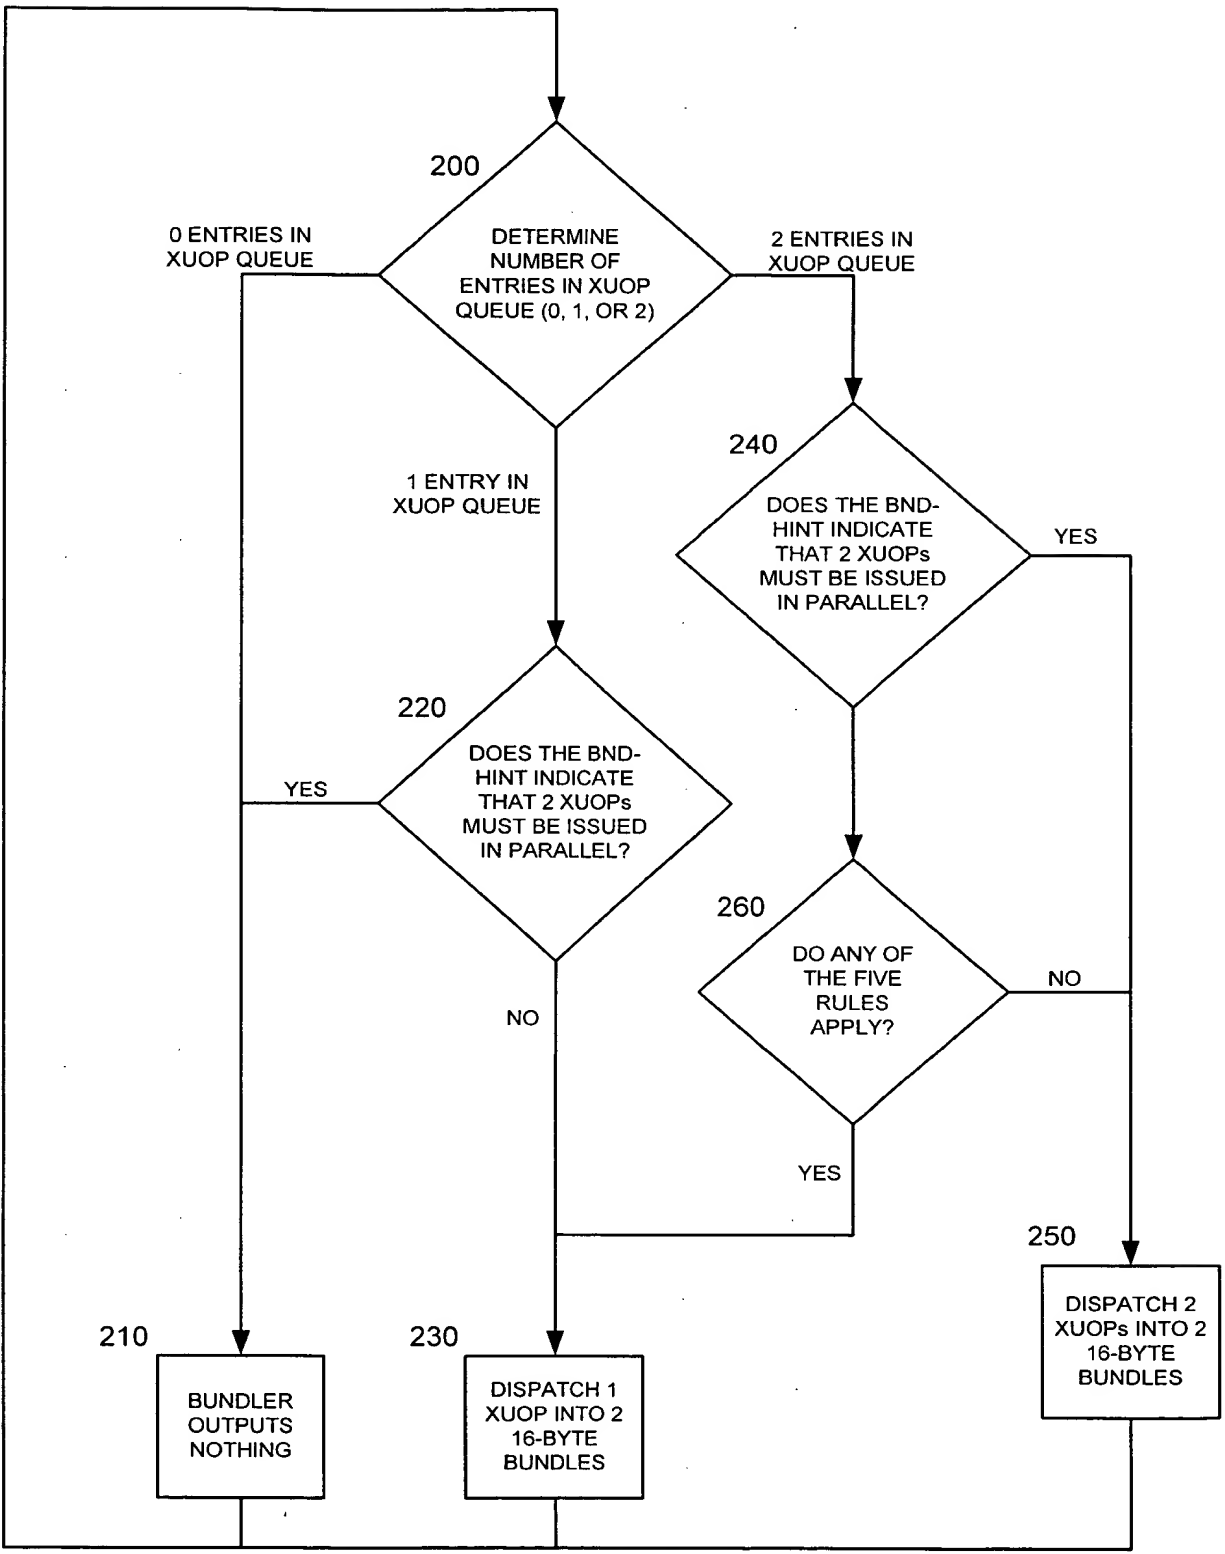 200
0 ENTRIES IN
XUOP QUEUE
DETERMINE
NUMBER OF
ENTRIES IN XUOP
QUEUE (0, 1, OR 2)
2 ENTRIES IN
XUOP QUEUE
240
1 ENTRY IN
XUOP QUEUE
DOES THE BND-
HINT INDICATE
THAT 2 XUOPs
MUST BE ISSUED
IN PARALLEL?
YES
220
DOES THE BND-
HINT INDICATE
THAT 2 XUOPs
MUST BE ISSUED
IN PARALLEL?
YES
NO
260
DO ANY OF
THE FIVE
RULES
APPLY?
NO
YES
250
DISPATCH 2
XUOPs INTO 2
16-BYTE
BUNDLES
210
BUNDLER
OUTPUTS
NOTHING
230
DISPATCH 1
XUOP INTO 2
16-BYTE
BUNDLES